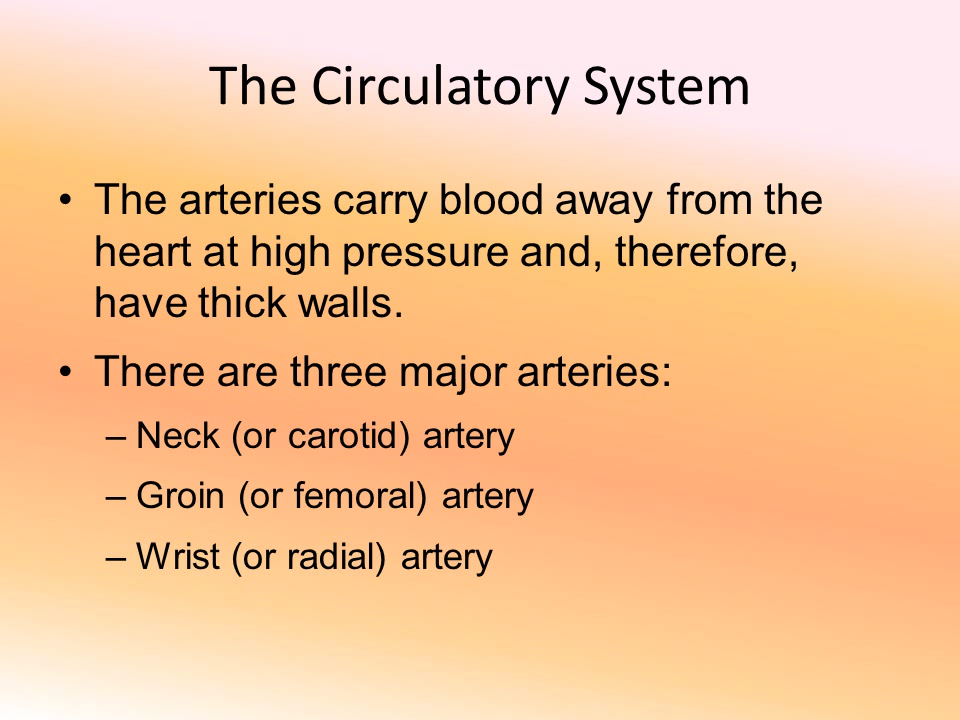 The Circulatory System
• The arteries carry blood away from the
heart at high pressure and, therefore,
have thick walls.
• There are three major arteries:
– Neck (or carotid) artery
– Groin (or femoral) artery
– Wrist (or radial) artery